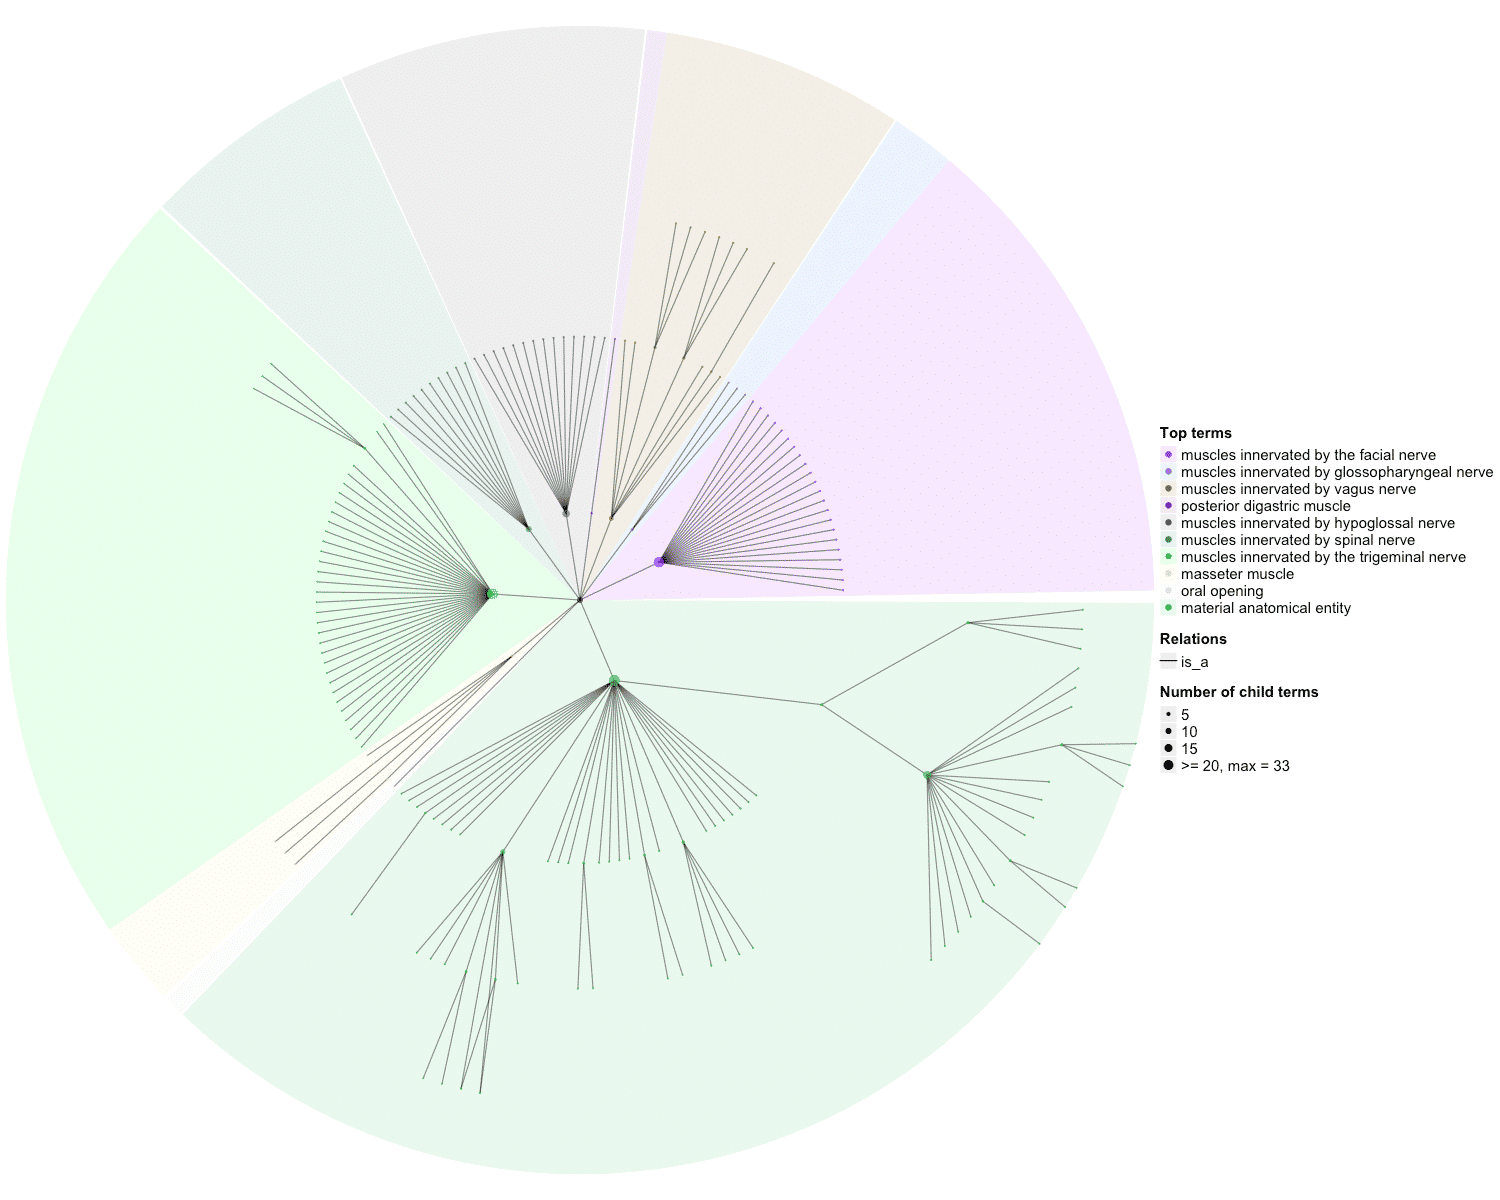 Top terms
muscles innervated by the facial nerve
muscles innervated by glossopharyngeal nerve
muscles innervated by vagus nerve
posterior digastric muscle
muscles innervated by hypoglossal nerve
muscles innervated by spinal nerve
muscles innervated by the trigeminal nerve
masseter muscle
oral opening
material anatomical entity
Relations
is_a
Number of child terms
5
10
15
>= 20, max = 33